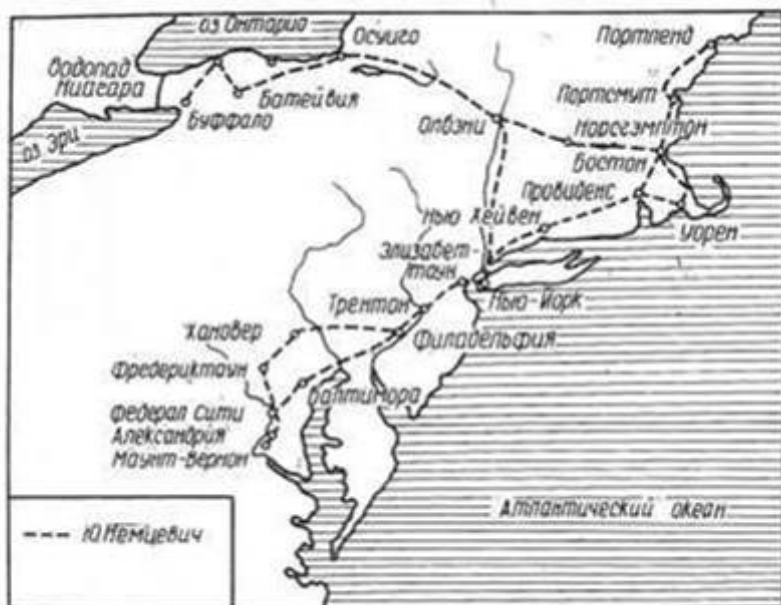 оз Онтарио
Осуиго
Портленд
водопад
Ниагара
Батейвия
Портсмут
Буффало
Олбэни
Нортгэмптон
оз Эри
Бостон
Провиденс
Нью Хейвен
Уорен
Элизабет-
таун
Трентон
Нью-Йорк
Хановер
Филадельфия
Фредериктаун
Балтимора
Федерал Сити
Александрия
Маунт-Вернон
Атлантический океан
Ю Немцевич